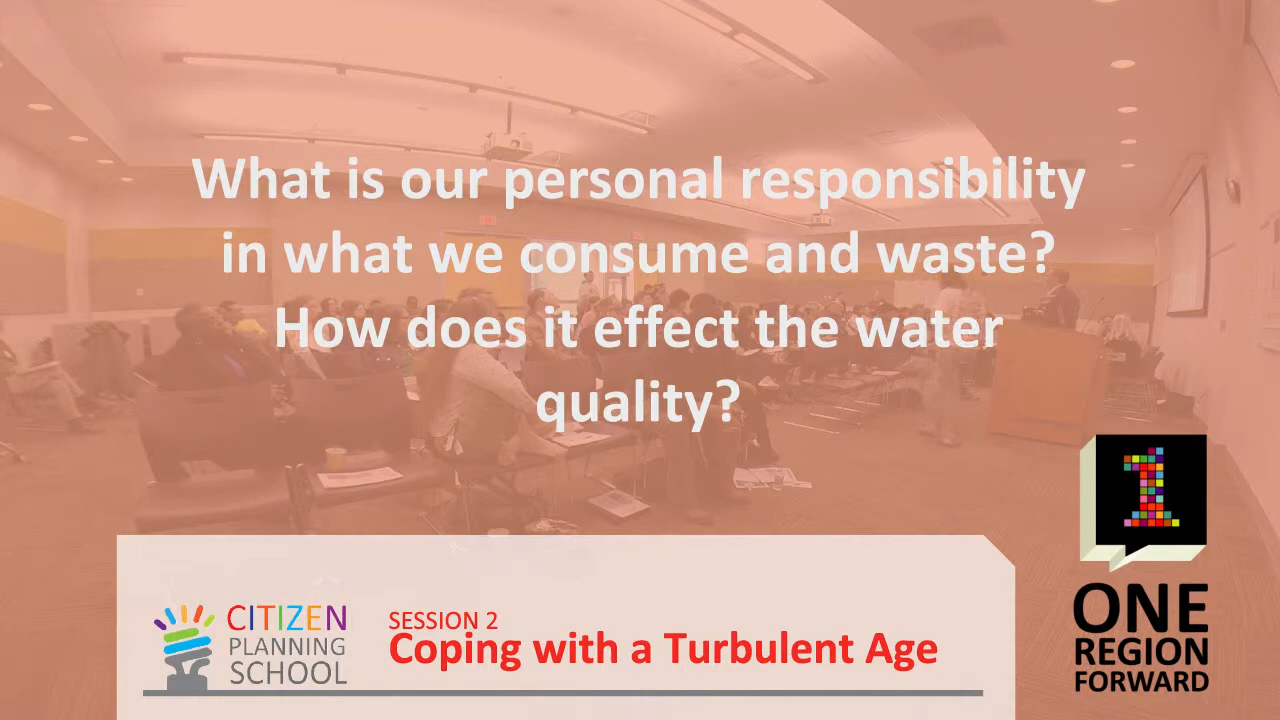 What is our personal responsibility
in what we consume and waste?
How does it effect the water
quality?
CITIZEN
PLANNING
SCHOOL
SESSION 2
Coping with a Turbulent Age
1
ONE
REGION
FORWARD